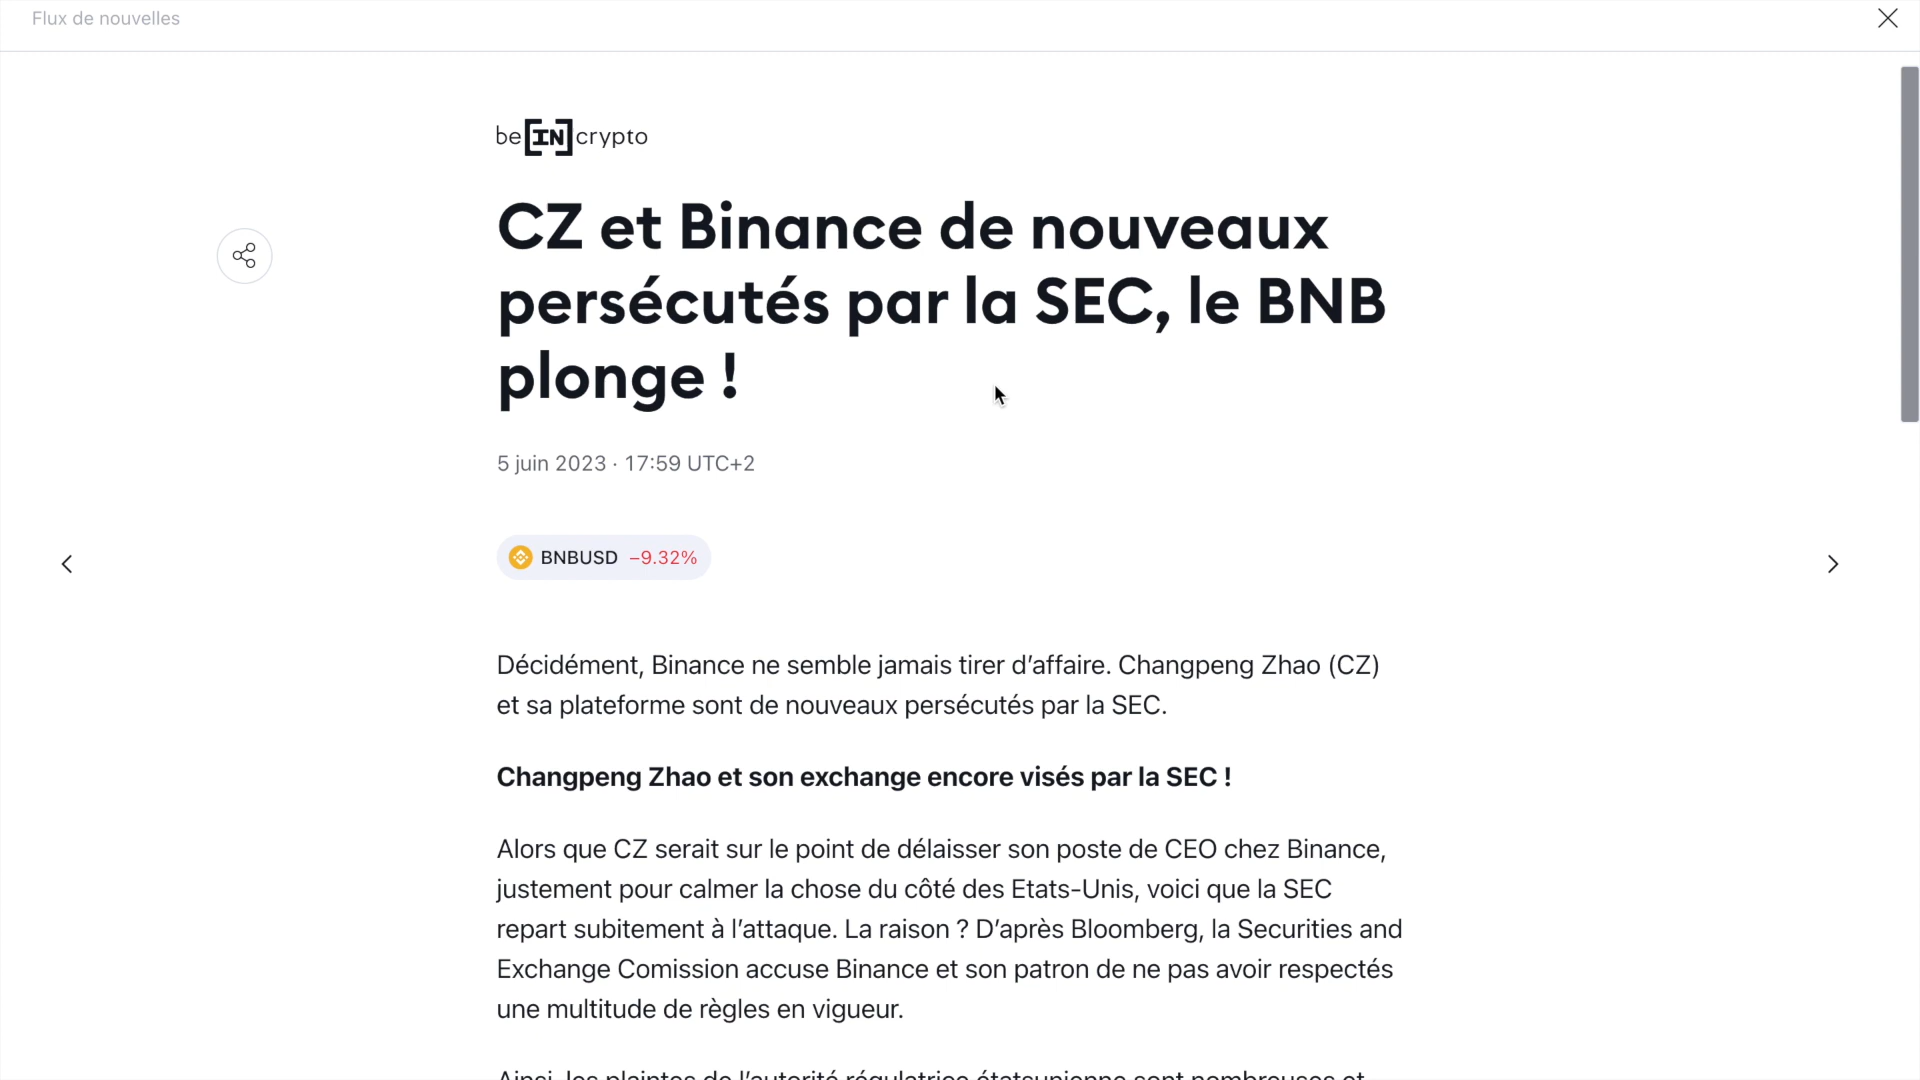 Flux de nouvelles
be[IN]crypto
CZ et Binance de nouveaux
persécutés par la SEC, le BNB
plonge !
5 juin 2023 · 17:59 UTC+2
BNBUSD −9.32%
Décidément, Binance ne semble jamais tirer d’affaire. Changpeng Zhao (CZ)
et sa plateforme sont de nouveaux persécutés par la SEC.
Changpeng Zhao et son exchange encore visés par la SEC !
Alors que CZ serait sur le point de délaisser son poste de CEO chez Binance,
justement pour calmer la chose du côté des Etats-Unis, voici que la SEC
repart subitement à l’attaque. La raison ? D’après Bloomberg, la Securities and
Exchange Comission accuse Binance et son patron de ne pas avoir respectés
une multitude de règles en vigueur.
Ainsi, les plaintes de l’autorité régulatrice étatsunienne sont nombreuses et